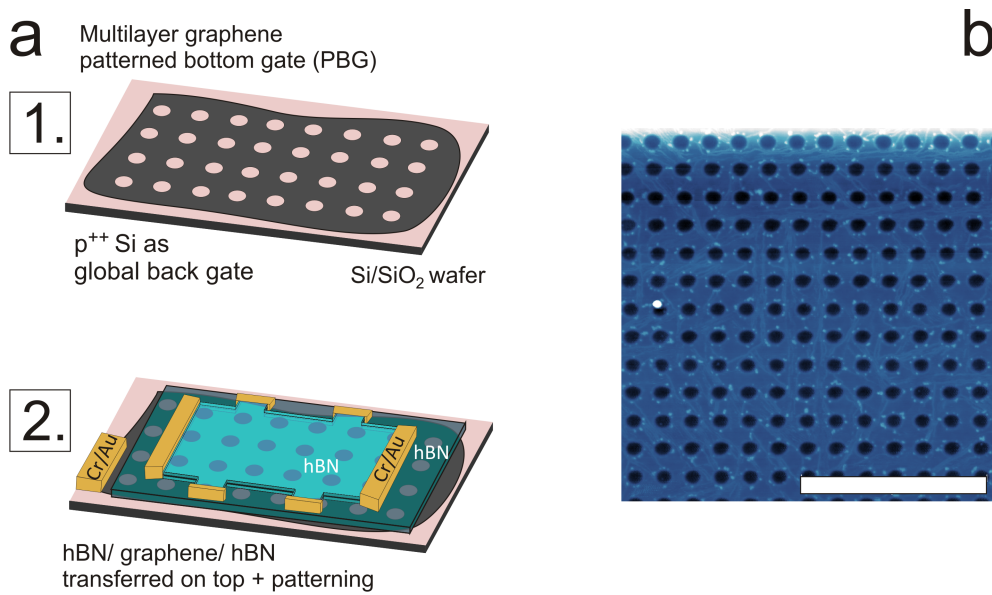 a
Multilayer graphene
patterned bottom gate (PBG)
1.
p++ Si as
global back gate
Si/SiO2 wafer
2.
Cr/Au
hBN
Cr/Au
hBN
hBN/ graphene/ hBN
transferred on top + patterning
b